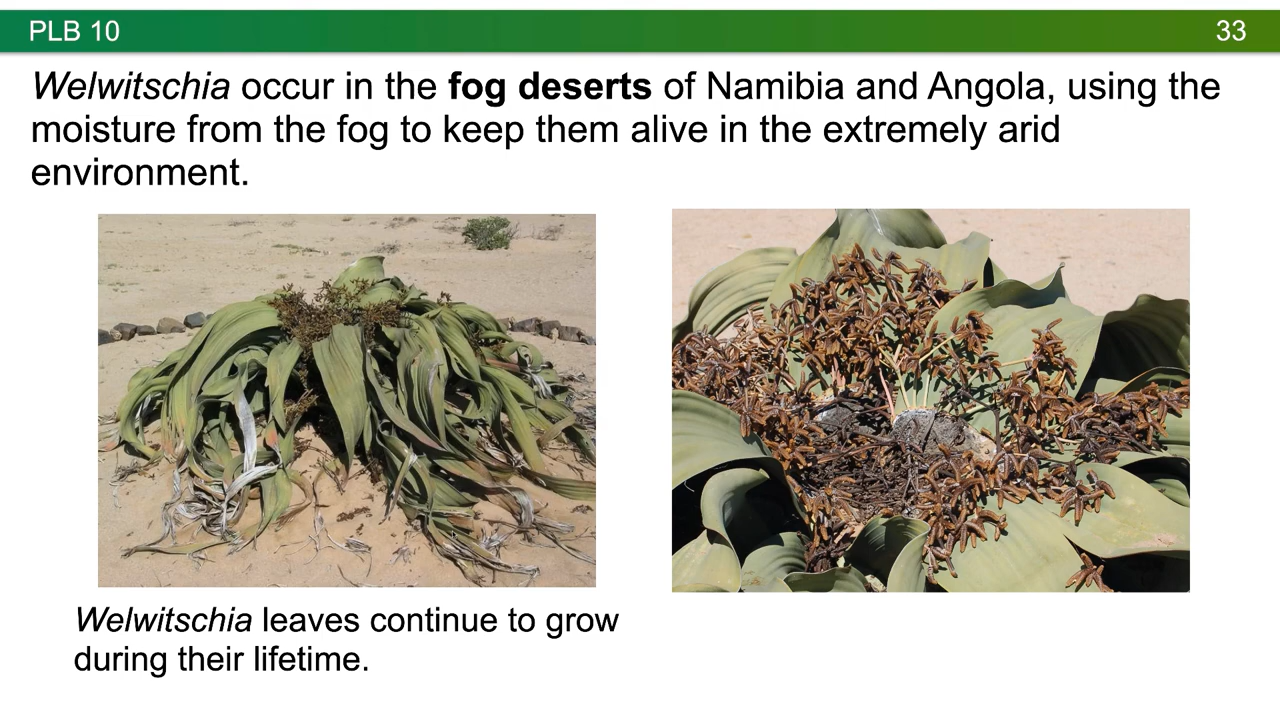 PLB 10
33
Welwitschia occur in the fog deserts of Namibia and Angola, using the
moisture from the fog to keep them alive in the extremely arid
environment.
Welwitschia leaves continue to grow
during their lifetime.